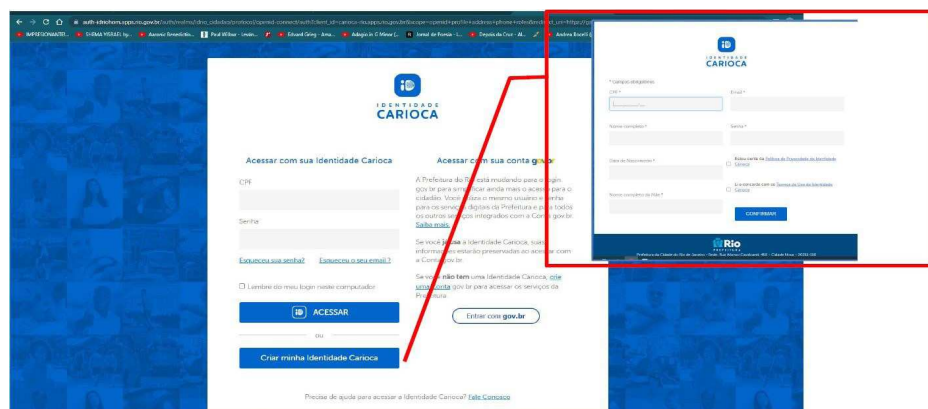 IDENTIDADE
CARIOCA
Acessar com sua Identidade Carioca
CPF
Senha
Esqueceu sua senha? Esqueceu o seu email ?
Lembre do meu login neste computador
ACESSAR
ou
Criar minha Identidade Carioca
Acessar com sua conta gov.br
A Prefeitura do Rio está mudando para o login
gov.br para simplificar ainda mais o acesso para o
cidadão. Você utiliza o mesmo usuário e senha
para os serviços digitais da Prefeitura e para todos
os outros serviços integrados com a Conta gov.br.
Saiba mais.
Se você já usa a Identidade Carioca, suas
informações estarão preservadas ao acessar com
a Conta gov.br.
Se você não tem uma Identidade Carioca, crie
uma conta gov.br para acessar os serviços da
Prefeitura.
Entrar com gov.br
Precisa de ajuda para acessar a Identidade Carioca? Fale Conosco
IDENTIDADE
CARIOCA
* Campos obrigatórios
CPF *
Email *
Nome completo *
Senha *
Data de Nascimento *
Estou ciente da Política de Privacidade da Identidade
Carioca
Nome completo da Mãe *
Eu concordo com os Termos de Uso da Identidade
Carioca
CONFIRMAR
Rio
PREFEITURA